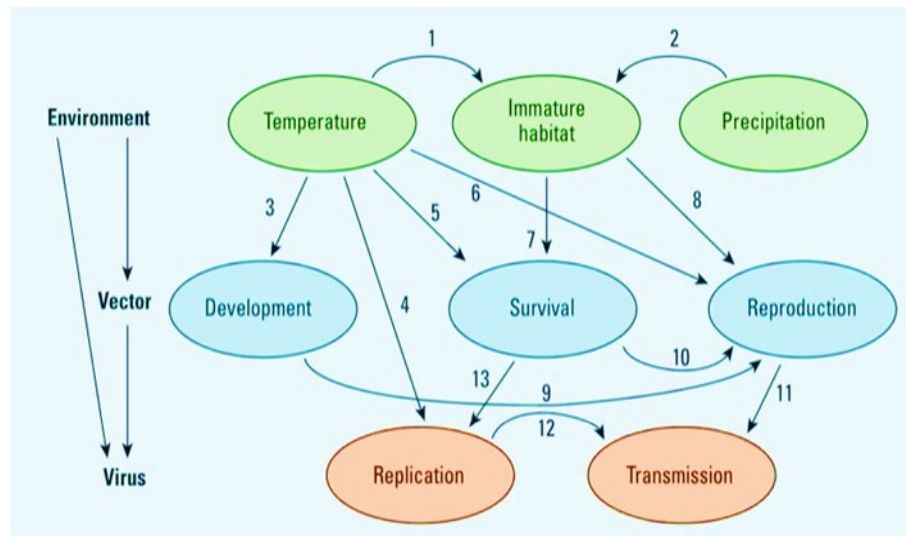 1
2
Environment
Temperature
Immature
habitat
Precipitation
3
5
6
7
8
Vector
Development
4
Survival
Reproduction
10
13
9
11
12
Virus
Replication
Transmission